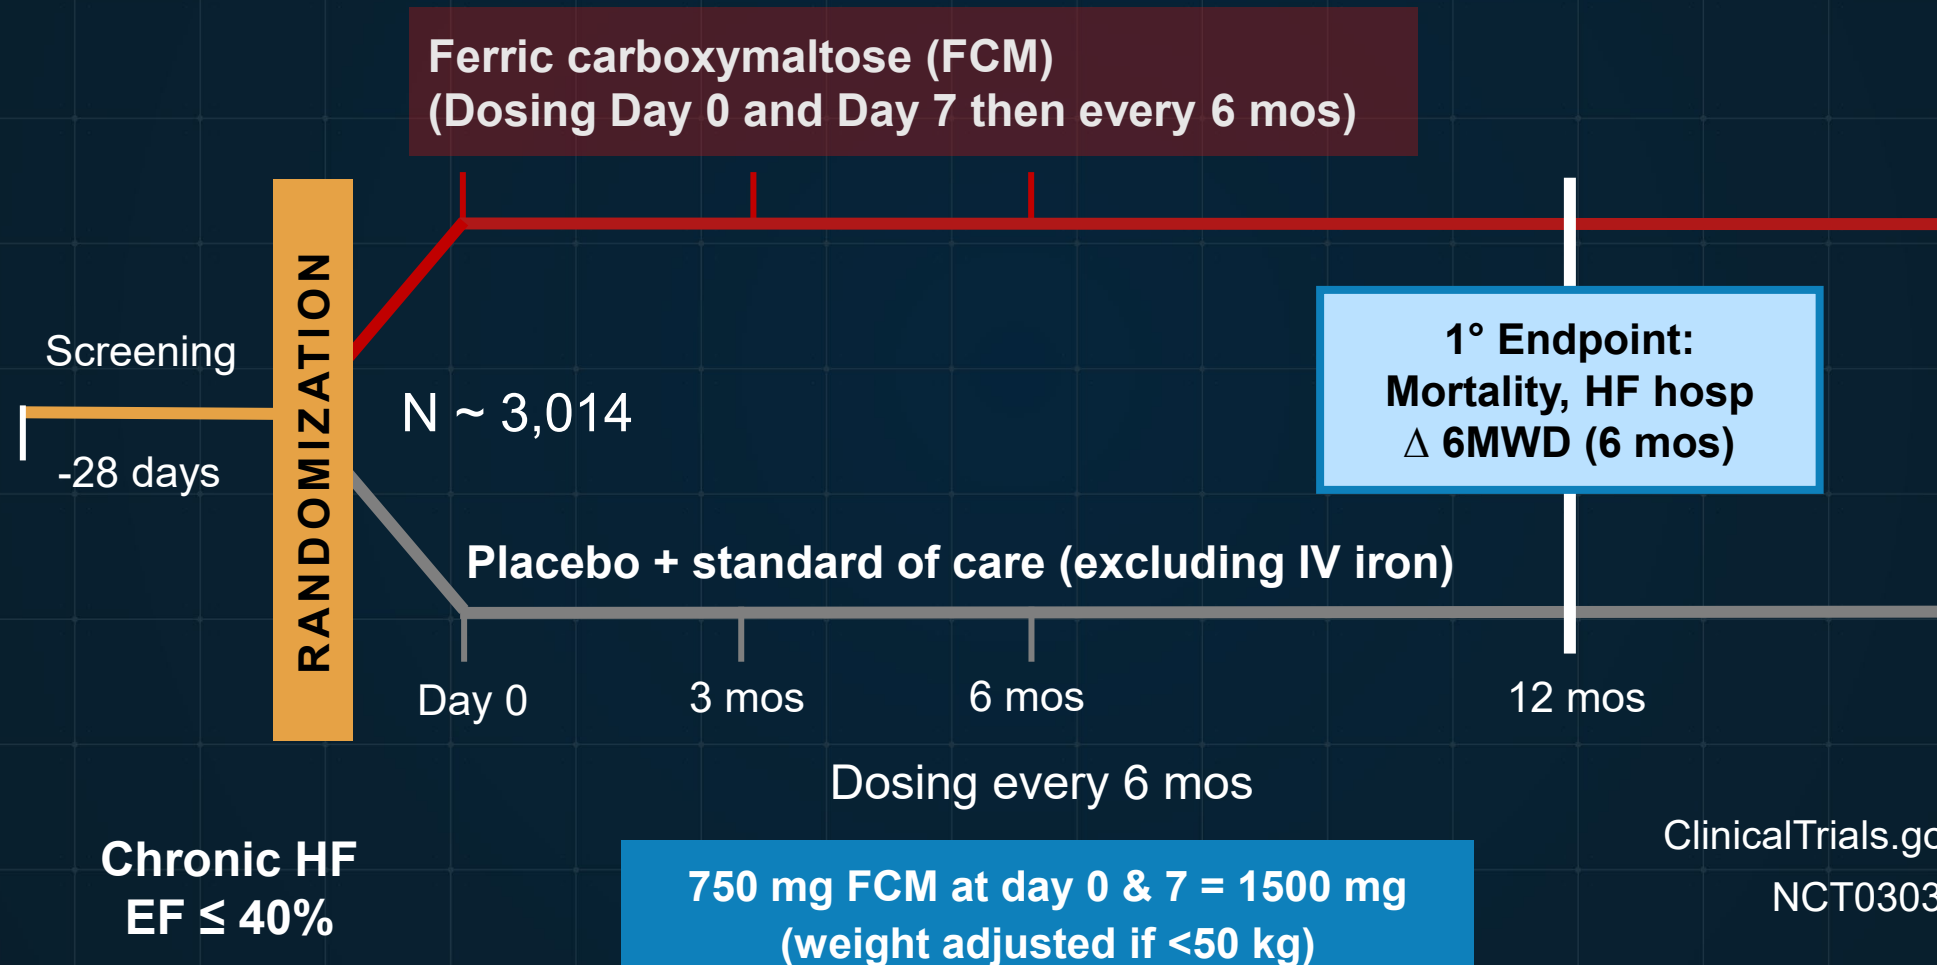 Ferric carboxymaltose (FCM)
(Dosing Day 0 and Day 7 then every 6 mos)
RANDOMIZATION
Screening
-28 days
N ~ 3,014
1° Endpoint:
Mortality, HF hosp
Δ 6MWD (6 mos)
Placebo + standard of care (excluding IV iron)
Day 0
3 mos
6 mos
12 mos
Dosing every 6 mos
Chronic HF
EF ≤ 40%
750 mg FCM at day 0 & 7 = 1500 mg
(weight adjusted if <50 kg)
ClinicalTrials.go
NCT0303